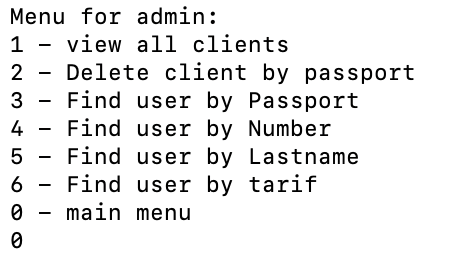 Menu for admin:
1 – view all clients
2 – Delete client by passport
3 – Find user by Passport
4 – Find user by Number
5 – Find user by Lastname
6 – Find user by tarif
0 – main menu
0